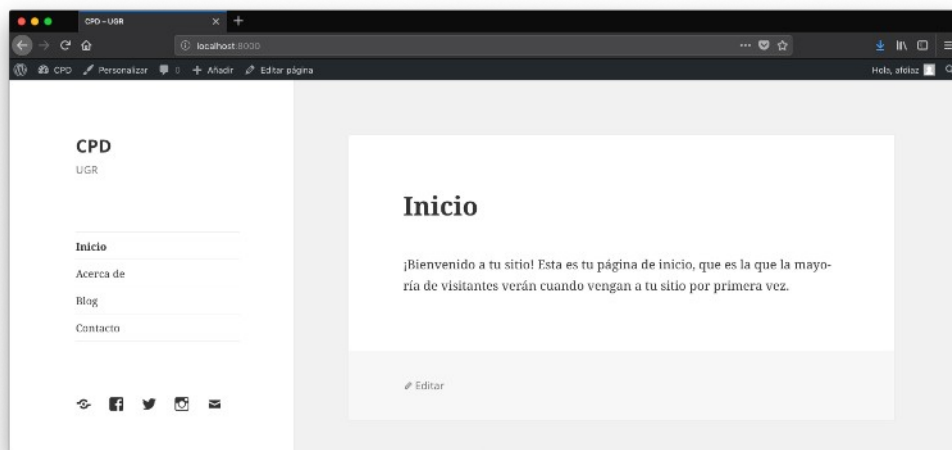 CPD – UGR
localhost:8000
CPD Personalizar 0 Añadir Editar página
Hola, afdiaz
CPD
UGR
Inicio
Acerca de
Blog
Contacto
Inicio
¡Bienvenido a tu sitio! Esta es tu página de inicio, que es la que la mayo-
ría de visitantes verán cuando vengan a tu sitio por primera vez.
Editar